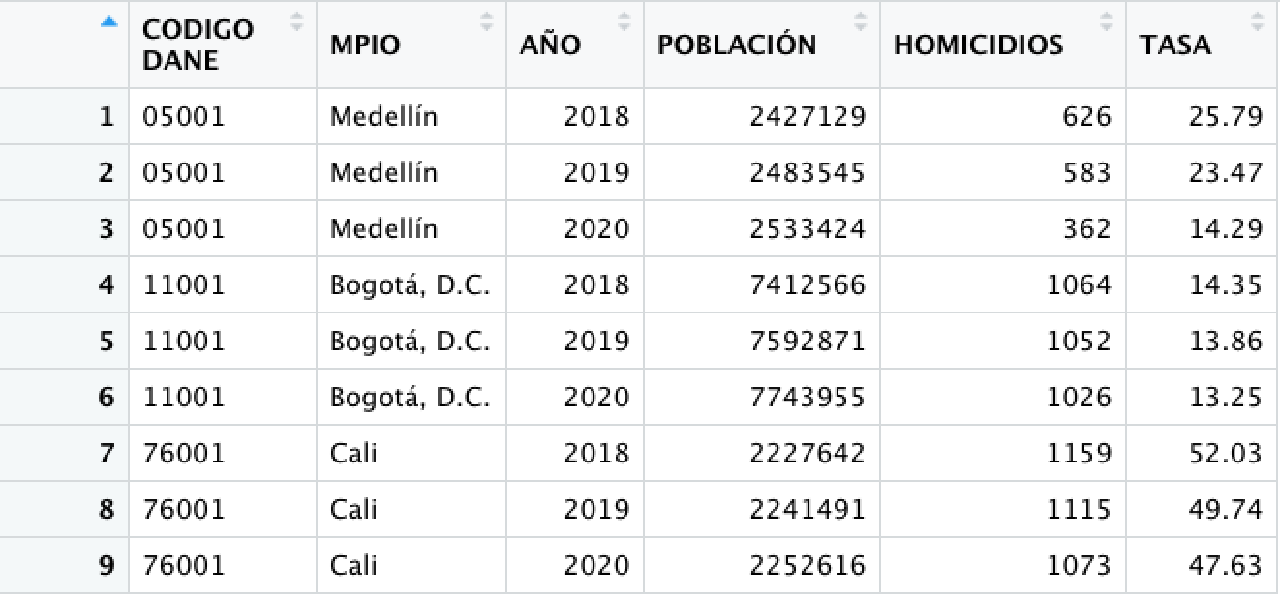 CODIGO DANE MPIO AÑO POBLACIÓN HOMICIDIOS TASA
1 05001 Medellín 2018 2427129 626 25.79
2 05001 Medellín 2019 2483545 583 23.47
3 05001 Medellín 2020 2533424 362 14.29
4 11001 Bogotá, D.C. 2018 7412566 1064 14.35
5 11001 Bogotá, D.C. 2019 7592871 1052 13.86
6 11001 Bogotá, D.C. 2020 7743955 1026 13.25
7 76001 Cali 2018 2227642 1159 52.03
8 76001 Cali 2019 2241491 1115 49.74
9 76001 Cali 2020 2252616 1073 47.63